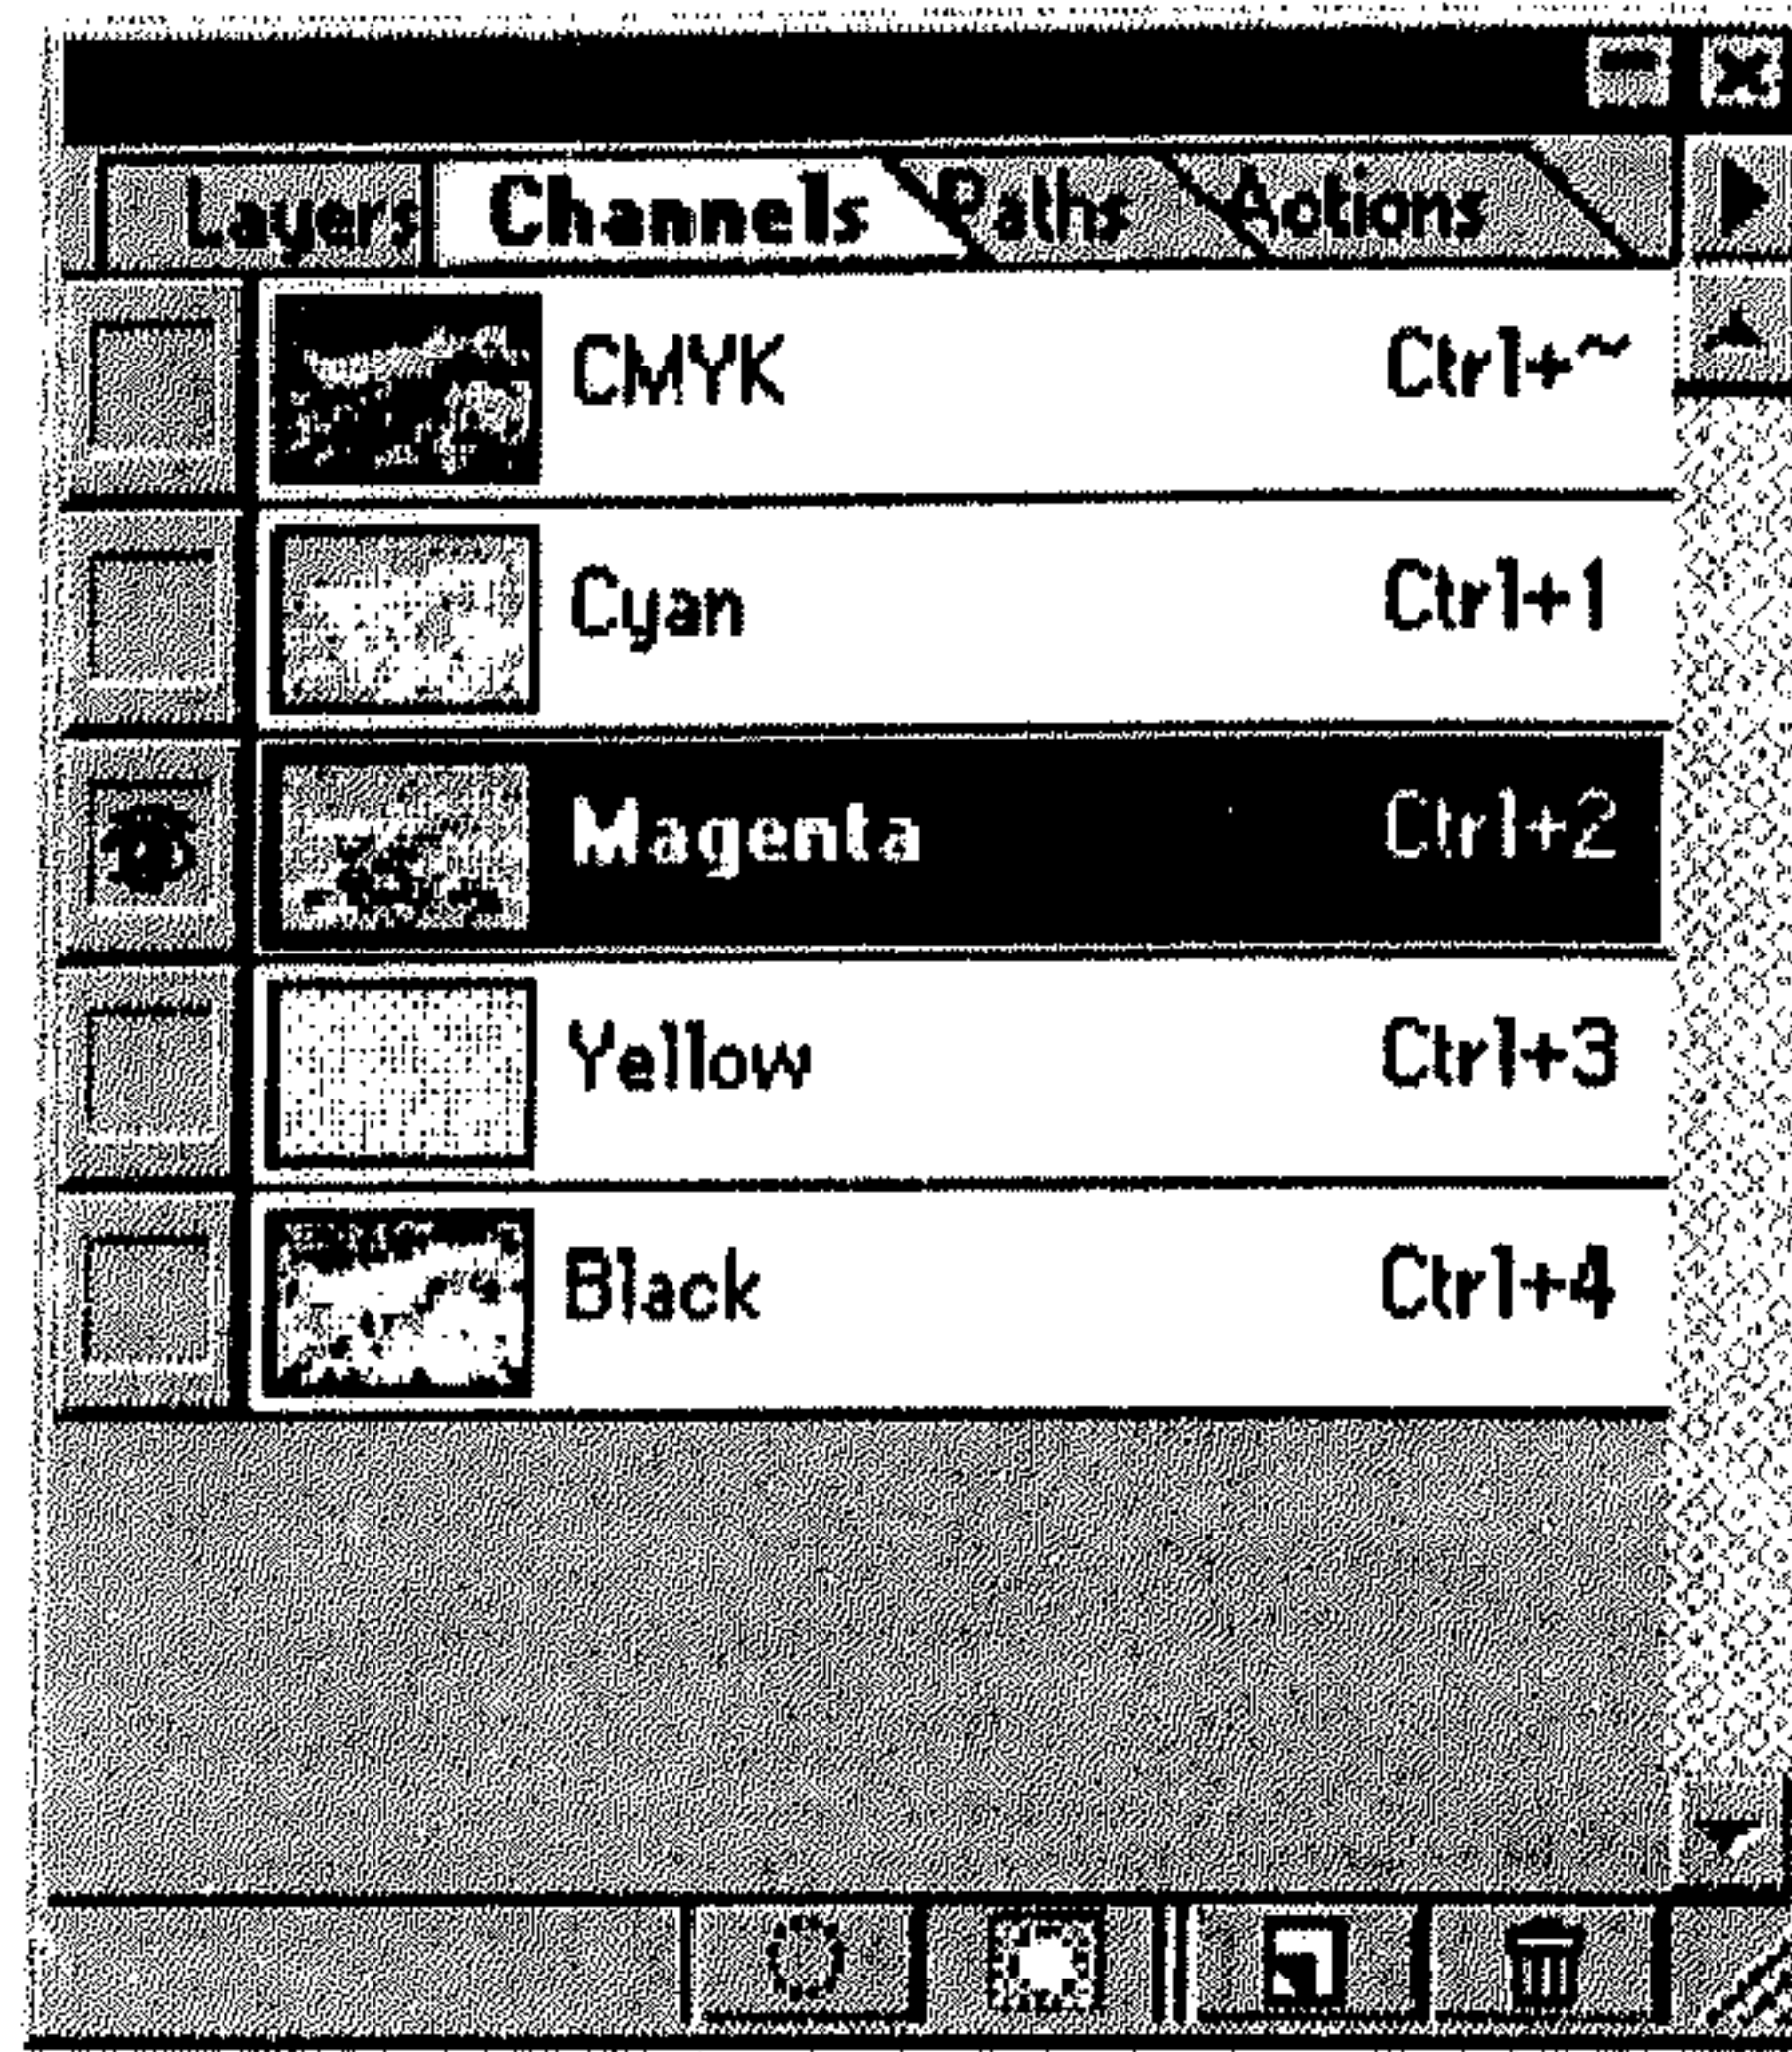 Layers Channels Paths Actions
CMYK Ctrl+~
Cyan Ctrl+1
Magenta Ctrl+2
Yellow Ctrl+3
Black Ctrl+4